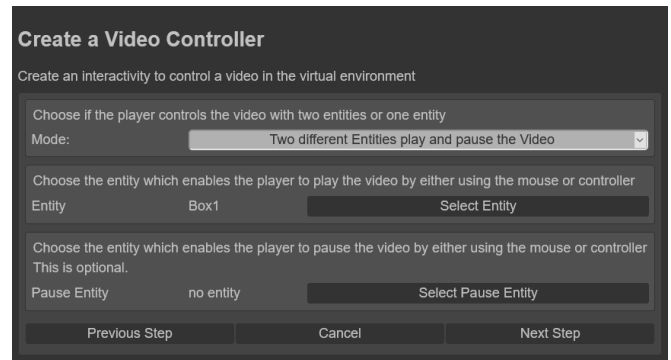 Create a Video Controller
Create an interactivity to control a video in the virtual environment
Choose if the player controls the video with two entities or one entity
Mode: Two different Entities play and pause the Video
Choose the entity which enables the player to play the video by either using the mouse or controller
Entity Box1 Select Entity
Choose the entity which enables the player to pause the video by either using the mouse or controller
This is optional.
Pause Entity no entity Select Pause Entity
Previous Step Cancel Next Step